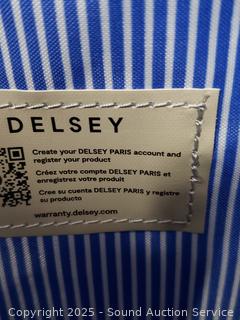 DELSEY
Create your DELSEY PARIS account and
register your product
Créez votre compte DELSEY PARIS et
enregistrez votre produit
Cree su cuenta DELSEY PARIS y registre
su producto
warranty.delsey.com
Copyright 2025 - Sound Auction Service